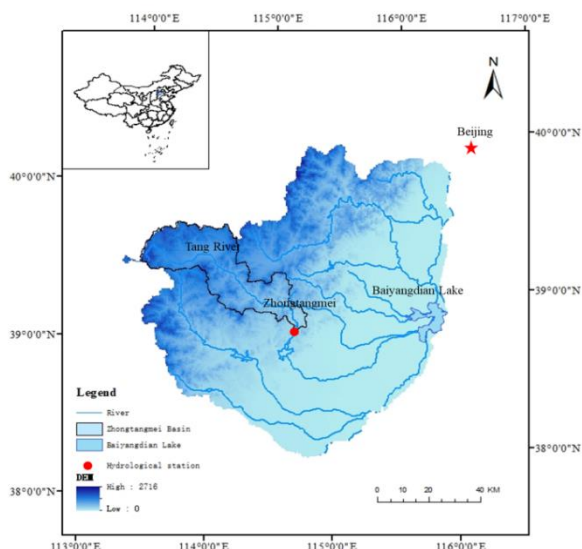 114°0'0"E 115°0'0"E 116°0'0"E 117°0'0"E
N
Beijing
40°0'0"N
40°0'0"N
Tang River
Zhongtangmei
Baiyangdian Lake
39°0'0"N
39°0'0"N
Legend
River
Zhongtangmei Basin
Baiyangdian Lake
Hydrological station
DEM
High : 2716
Low : 0
0 10 20 40 KM
38°0'0"N
38°0'0"N
113°0'0"E 114°0'0"E 115°0'0"E 116°0'0"E